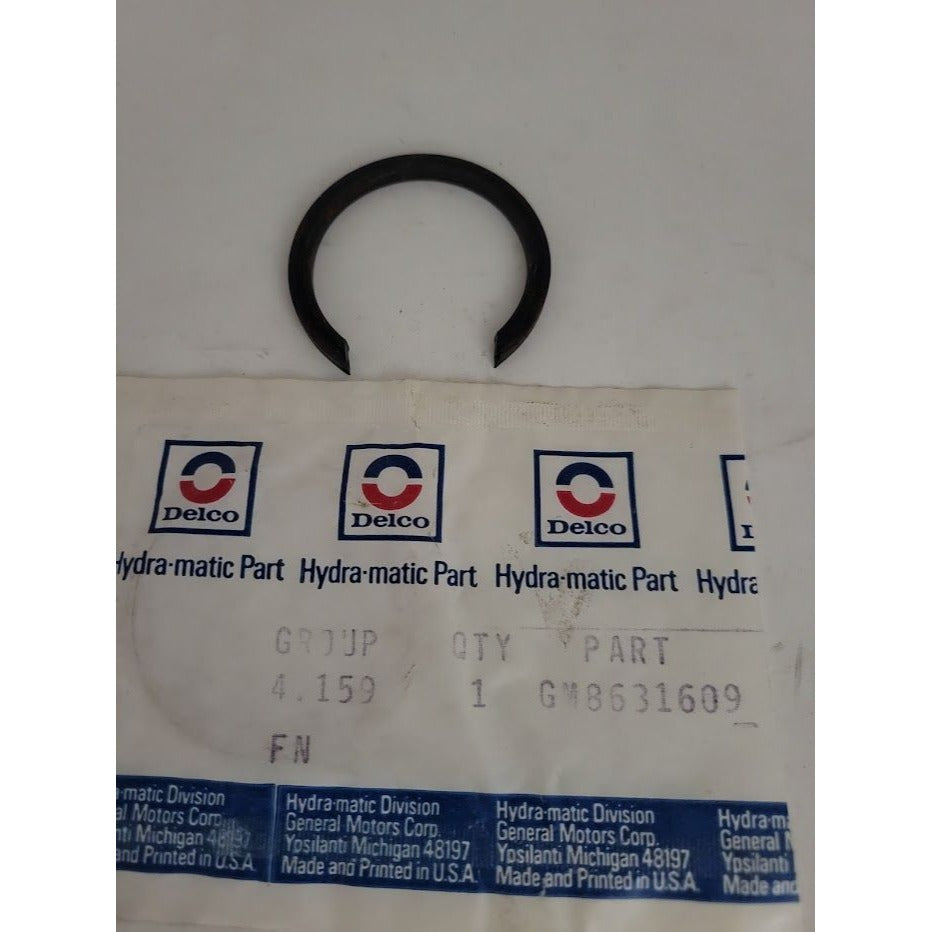 Delco Delco Delco
Hydra-matic Part Hydra-matic Part Hydra-matic Part Hydra
GROUP QTY PART
4.159 1 GM8631609
FN
a-matic Division Hydra-matic Division Hydra-matic Division Hydra-ma
al Motors Corp. General Motors Corp. General Motors Corp. General M
nti Michigan 48197 Ypsilanti Michigan 48197 Ypsilanti Michigan 48197 Ypsilanti
and Printed in U.S.A. Made and Printed in U.S.A. Made and Printed in U.S.A. Made and